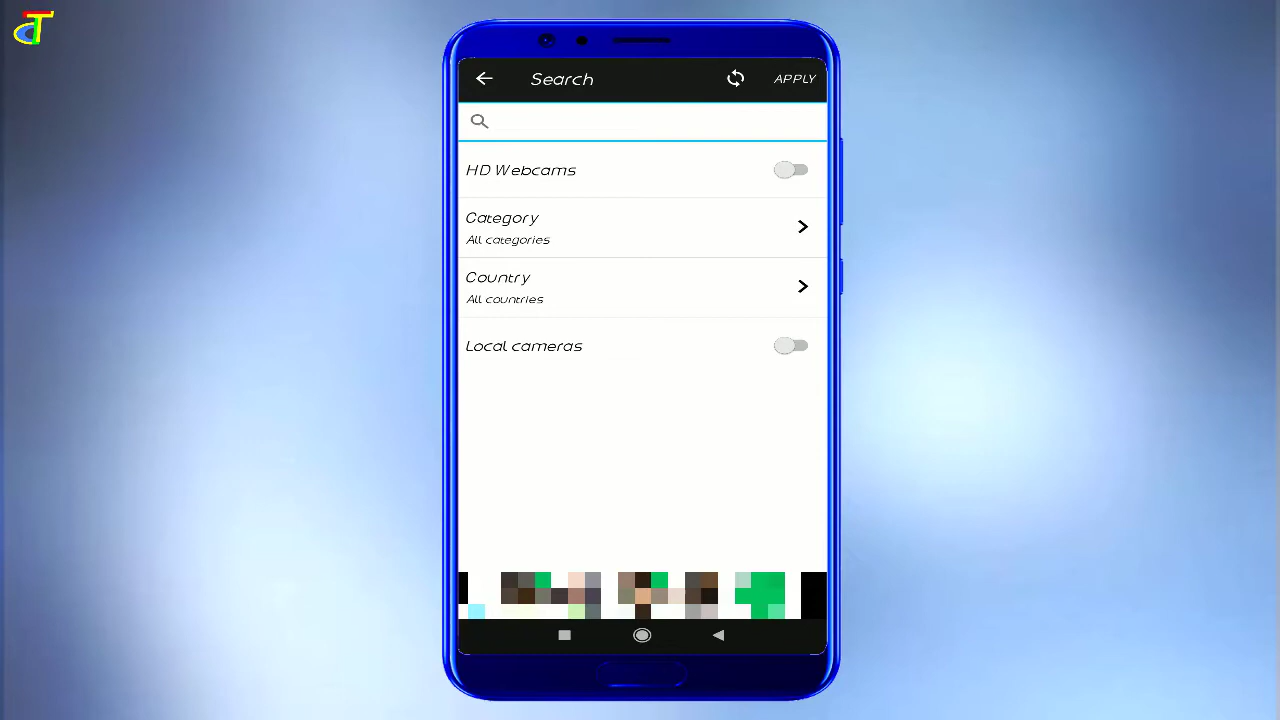 Search
APPLY
HD Webcams
Category
All categories
Country
All countries
Local cameras